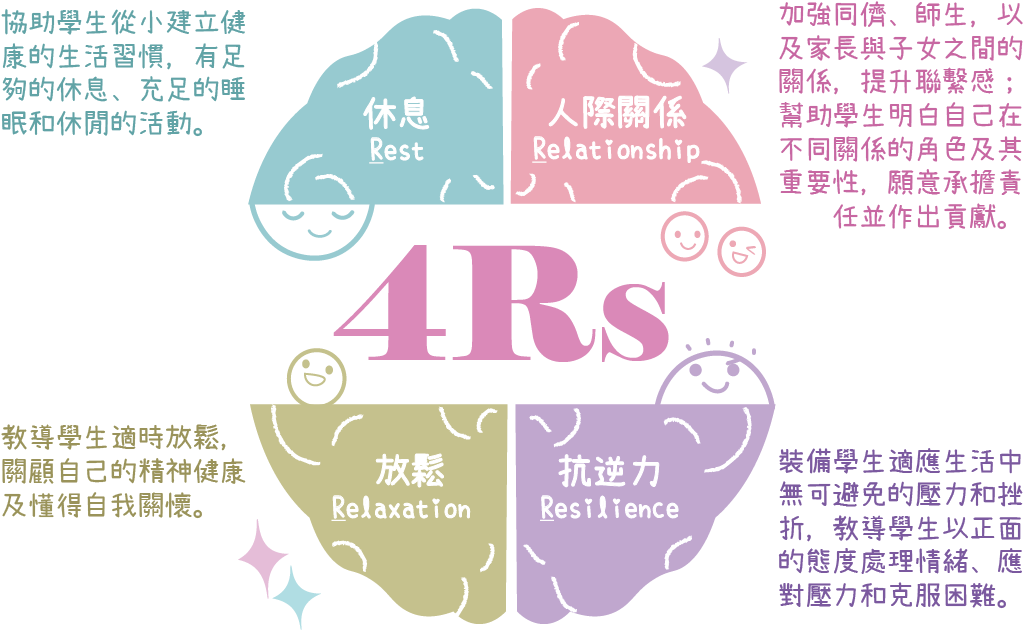 協助學生從小建立健
康的生活習慣，有足
夠的休息、充足的睡
眠和休閒的活動。
休息
Rest
人際關係
Relationship
加強同儕、師生，以
及家長與子女之間的
關係，提升聯繫感；
幫助學生明白自己在
不同關係的角色及其
重要性，願意承擔責
任並作出貢獻。
4Rs
教導學生適時放鬆，
關顧自己的精神健康
及懂得自我關懷。
放鬆
Relaxation
抗逆力
Resilience
裝備學生適應生活中
無可避免的壓力和挫
折，教導學生以正面
的態度處理情緒、應
對壓力和克服困難。